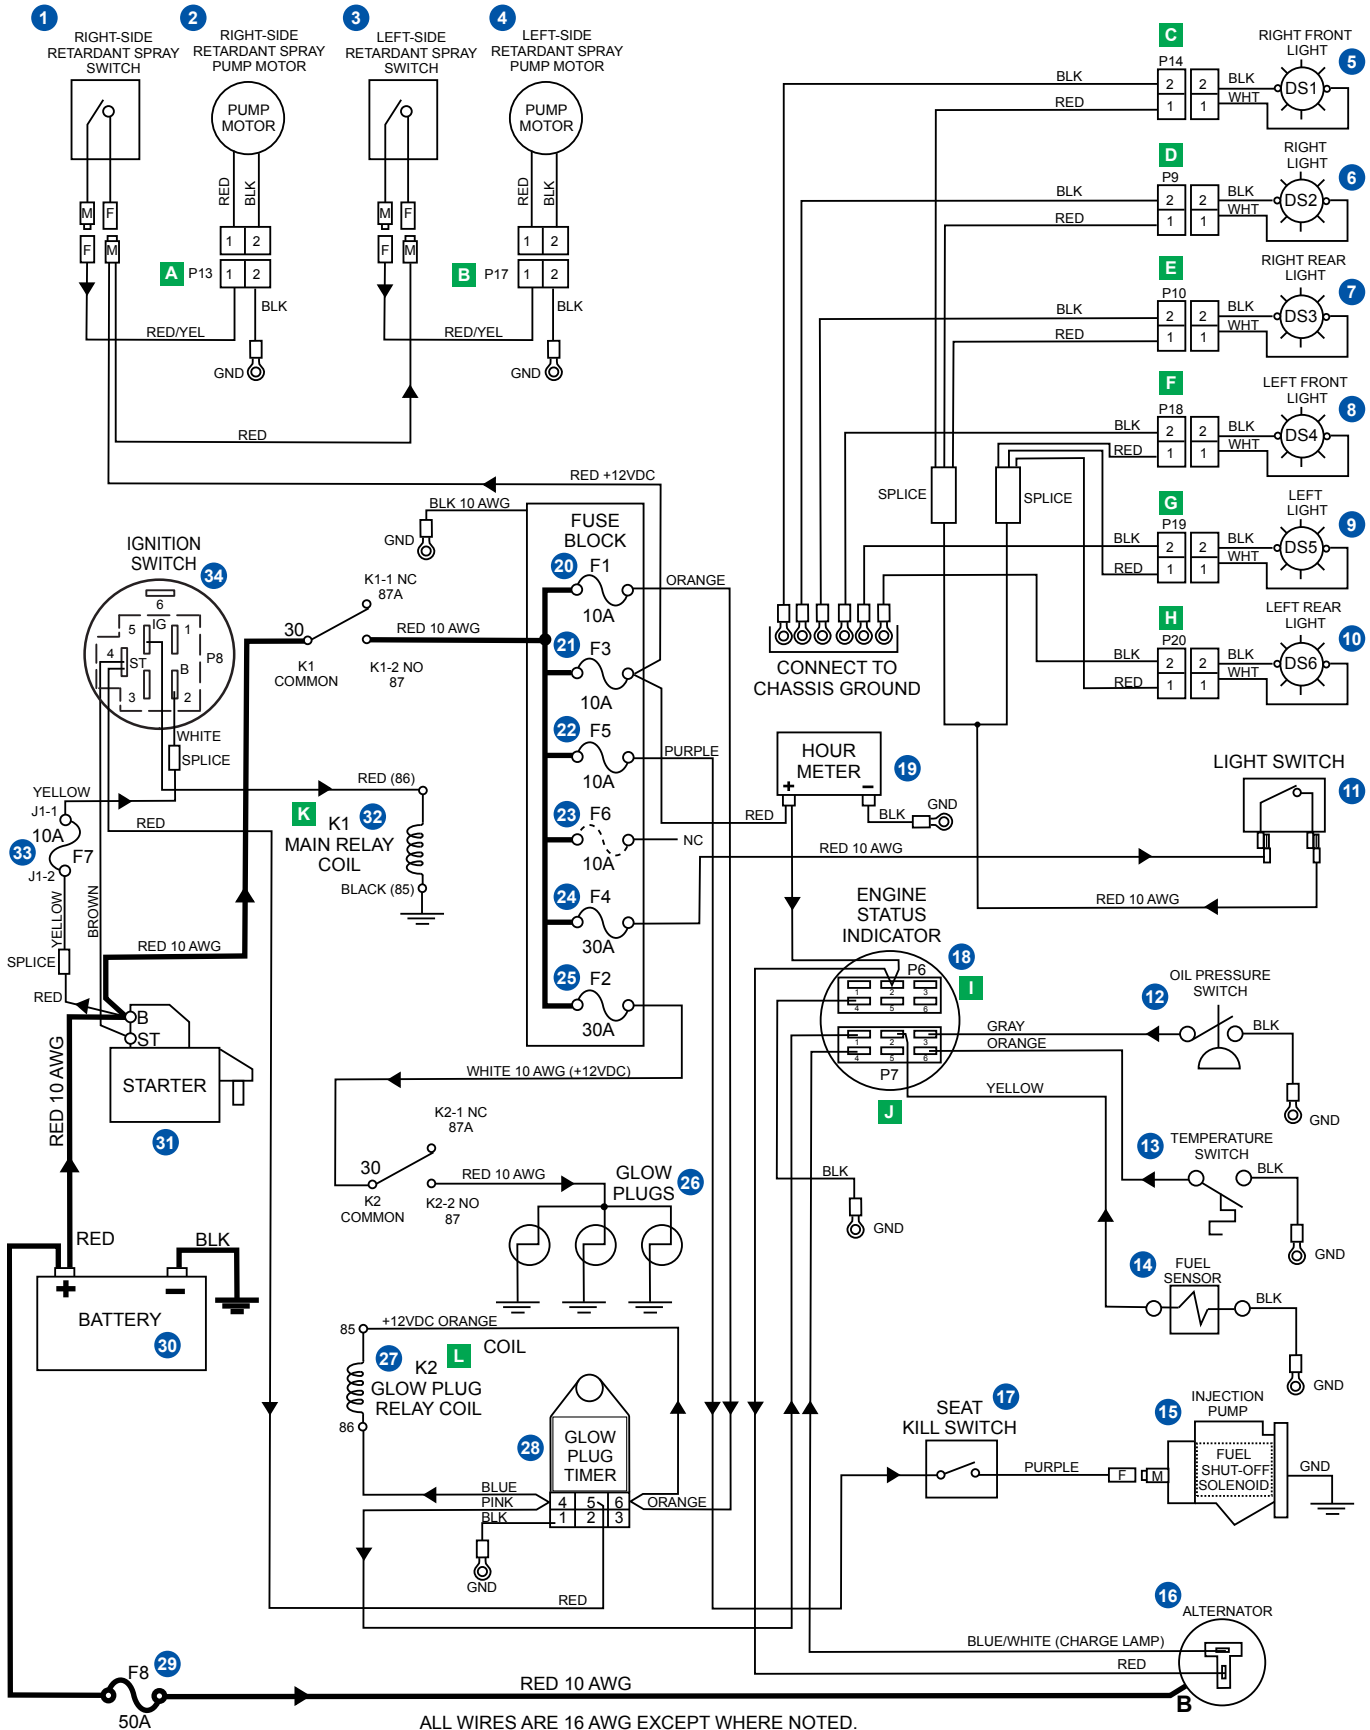 1
RIGHT-SIDE
RETARDANT SPRAY
SWITCH
2
RIGHT-SIDE
RETARDANT SPRAY
PUMP MOTOR
3
LEFT-SIDE
RETARDANT SPRAY
SWITCH
4
LEFT-SIDE
RETARDANT SPRAY
PUMP MOTOR
PUMP
MOTOR
PUMP
MOTOR
RED
BLK
RED
BLK
M F
F M
M F
F M
1 2
A P13 1 2
1 2
B P17 1 2
BLK
BLK
RED/YEL
RED/YEL
GND
GND
RED
RED +12VDC
C
P14
RIGHT FRONT
LIGHT
5
BLK 2 2 BLK
RED 1 1 WHT
DS1
D
P9
RIGHT
LIGHT
6
BLK 2 2 BLK
RED 1 1 WHT
DS2
E
P10
RIGHT REAR
LIGHT
7
BLK 2 2 BLK
RED 1 1 WHT
DS3
F
P18
LEFT FRONT
LIGHT
8
BLK 2 2 BLK
RED 1 1 WHT
DS4
SPLICE
SPLICE
G
P19
LEFT
LIGHT
9
BLK 2 2 BLK
RED 1 1 WHT
DS5
H
P20
LEFT REAR
LIGHT
10
BLK 2 2 BLK
RED 1 1 WHT
DS6
CONNECT TO
CHASSIS GROUND
BLK 10 AWG
GND
FUSE
BLOCK
20 F1
10A
ORANGE
21 F3
10A
22 F5
10A
PURPLE
23 F6
10A
NC
24 F4
30A
25 F2
30A
IGNITION
SWITCH
34
6
5 IG 1
4 ST B P8
3 2
WHITE
SPLICE
K1-1 NC
87A
30
K1
COMMON
K1-2 NO
87
RED 10 AWG
YELLOW
J1-1
10A
33
F7
J1-2
RED
YELLOW
BROWN
SPLICE
RED
RED (86)
K
K1 32
MAIN RELAY
COIL
BLACK (85)
RED 10 AWG
B
ST
STARTER
31
RED 10 AWG
HOUR
METER
+ −
19
RED
BLK
GND
LIGHT SWITCH
11
RED 10 AWG
RED 10 AWG
ENGINE
STATUS
INDICATOR
18
P6
1 2 3
4 5 6
I
1 2 3
4 5 6
P7
J
GRAY
ORANGE
YELLOW
OIL PRESSURE
SWITCH
12
BLK
GND
TEMPERATURE
SWITCH
13
BLK
GND
FUEL
SENSOR
14
BLK
GND
BLK
GND
WHITE 10 AWG (+12VDC)
K2-1 NC
87A
30
K2
COMMON
K2-2 NO
87
RED 10 AWG
GLOW
PLUGS
26
RED
BLK
+ −
BATTERY
30
85
+12VDC ORANGE
27
K2
L
COIL
GLOW PLUG
RELAY COIL
86
28
GLOW
PLUG
TIMER
4 5 6
1 2 3
BLUE
PINK
BLK
ORANGE
GND
RED
SEAT
KILL SWITCH
17
PURPLE
F M
INJECTION
PUMP
15
FUEL
SHUT-OFF
SOLENOID
GND
16
ALTERNATOR
BLUE/WHITE (CHARGE LAMP)
RED
B
F8
29
50A
RED 10 AWG
ALL WIRES ARE 16 AWG EXCEPT WHERE NOTED.